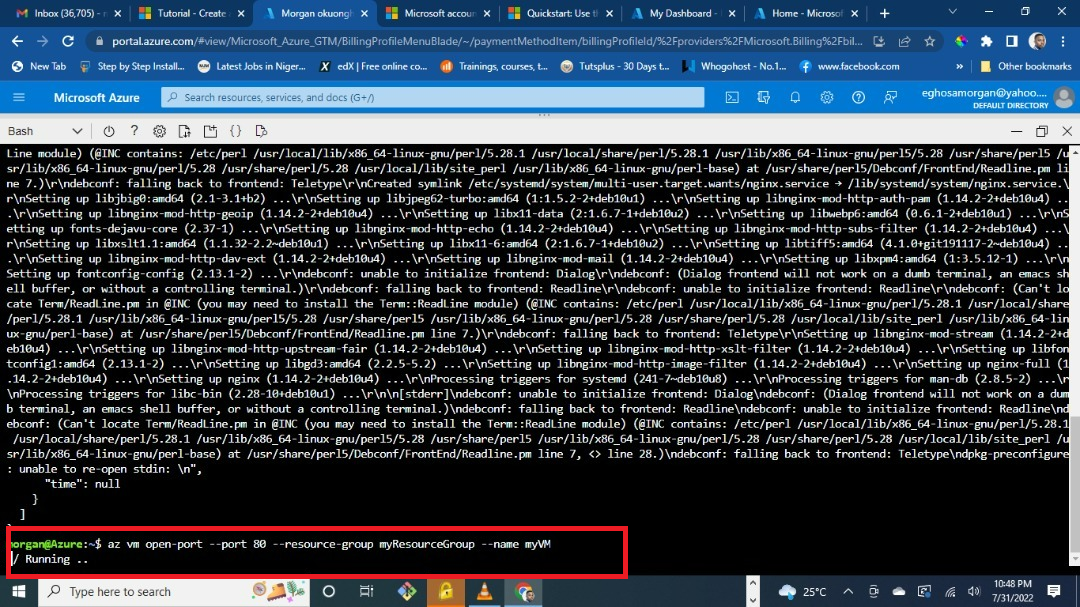 Inbox (36,705) -
Tutorial - Create
Morgan okuongh
Microsoft accoun
Quickstart: Use th
My Dashboard -
Home - Microsof
portal.azure.com/#view/Microsoft_Azure_GTM/BillingProfileMenuBlade/~/paymentMethodItem/billingProfileId/%2Fproviders%2FMicrosoft.Billing%2Fbil...
New Tab
Step by Step Install...
Latest Jobs in Niger...
edX | Free online co...
Trainings, courses, t...
Tutsplus - 30 Days t...
Whogohost - No.1...
www.facebook.com
»
Other bookmarks
Microsoft Azure
Search resources, services, and docs (G+/)
eghosamorgan@yahoo....
DEFAULT DIRECTORY
Bash
Line module) (@INC contains: /etc/perl /usr/local/lib/x86_64-linux-gnu/perl/5.28.1 /usr/local/share/perl/5.28.1 /usr/lib/x86_64-linux-gnu/perl5/5.28 /usr/share/perl5 /u
sr/lib/x86_64-linux-gnu/perl/5.28 /usr/share/perl/5.28 /usr/local/lib/site_perl /usr/lib/x86_64-linux-gnu/perl-base) at /usr/share/perl5/Debconf/FrontEnd/Readline.pm li
ne 7.)\r\ndebconf: falling back to frontend: Teletype\r\nCreated symlink /etc/systemd/system/multi-user.target.wants/nginx.service → /lib/systemd/system/nginx.service.\
r\r\nSetting up libjbig0:amd64 (2.1-3.1+b2) ...\r\nSetting up libjpeg62-turbo:amd64 (1:1.5.2-2+deb10u1) ...\r\nSetting up libnginx-mod-http-auth-pam (1.14.2-2+deb10u4) ..
.\r\nSetting up libnginx-mod-http-geoip (1.14.2-2+deb10u4) ...\r\nSetting up libx11-data (2:1.6.7-1+deb10u2) ...\r\nSetting up libwebp6:amd64 (0.6.1-2+deb10u1) ...\r\nS
etting up fonts-dejavu-core (2.37-1) ...\r\nSetting up libnginx-mod-http-echo (1.14.2-2+deb10u4) ...\r\nSetting up libnginx-mod-http-subs-filter (1.14.2-2+deb10u4) ...\
r\nSetting up libxslt1.1:amd64 (1.1.32-2.2~deb10u1) ...\r\nSetting up libx11-6:amd64 (2:1.6.7-1+deb10u2) ...\r\nSetting up libtiff5:amd64 (4.1.0+git191117-2~deb10u4) ..
.\r\nSetting up libnginx-mod-http-dav-ext (1.14.2-2+deb10u4) ...\r\nSetting up libnginx-mod-mail (1.14.2-2+deb10u4) ...\r\nSetting up libxpm4:amd64 (1:3.5.12-1) ...\r\n
Setting up fontconfig-config (2.13.1-2) ...\r\ndebconf: unable to initialize frontend: Dialog\r\ndebconf: (Dialog frontend will not work on a dumb terminal, an emacs sh
ell buffer, or without a controlling terminal.)\r\ndebconf: falling back to frontend: Readline\r\ndebconf: unable to initialize frontend: Readline\r\ndebconf: (Can't lo
cate Term/ReadLine.pm in @INC (you may need to install the Term::ReadLine module) (@INC contains: /etc/perl /usr/local/lib/x86_64-linux-gnu/perl/5.28.1 /usr/local/share
/perl/5.28.1 /usr/lib/x86_64-linux-gnu/perl5/5.28 /usr/share/perl5 /usr/lib/x86_64-linux-gnu/perl/5.28 /usr/share/perl/5.28 /usr/local/lib/site_perl /usr/lib/x86_64-lin
ux-gnu/perl-base) at /usr/share/perl5/Debconf/FrontEnd/Readline.pm line 7.)\r\ndebconf: falling back to frontend: Teletype\r\nSetting up libnginx-mod-stream (1.14.2-2+d
eb10u4) ...\r\nSetting up libnginx-mod-http-upstream-fair (1.14.2-2+deb10u4) ...\r\nSetting up libnginx-mod-http-xslt-filter (1.14.2-2+deb10u4) ...\r\nSetting up libfon
tconfig1:amd64 (2.13.1-2) ...\r\nSetting up libgd3:amd64 (2.2.5-5.2) ...\r\nSetting up libnginx-mod-http-image-filter (1.14.2-2+deb10u4) ...\r\nSetting up nginx-full (1
.14.2-2+deb10u4) ...\r\nSetting up nginx (1.14.2-2+deb10u4) ...\r\nProcessing triggers for systemd (241-7~deb10u8) ...\r\nProcessing triggers for man-db (2.8.5-2) ...\r
\nProcessing triggers for libc-bin (2.28-10+deb10u1) ...\r\n\n[stderr]\ndebconf: unable to initialize frontend: Dialog\ndebconf: (Dialog frontend will not work on a dum
b terminal, an emacs shell buffer, or without a controlling terminal.)\ndebconf: falling back to frontend: Readline\ndebconf: unable to initialize frontend: Readline\nd
ebconf: (Can't locate Term/ReadLine.pm in @INC (you may need to install the Term::ReadLine module) (@INC contains: /etc/perl /usr/local/lib/x86_64-linux-gnu/perl/5.28.1
/usr/local/share/perl/5.28.1 /usr/lib/x86_64-linux-gnu/perl5/5.28 /usr/share/perl5 /usr/lib/x86_64-linux-gnu/perl/5.28 /usr/share/perl/5.28 /usr/local/lib/site_perl /us
r/lib/x86_64-linux-gnu/perl-base) at /usr/share/perl5/Debconf/FrontEnd/Readline.pm line 7, <> line 28.)\ndebconf: falling back to frontend: Teletype\ndpkg-preconfigure
: unable to re-open stdin: \n",
"time": null
}
]
organ@Azure:~$ az vm open-port --port 80 --resource-group myResourceGroup --name myVM
/ Running ..
Type here to search
25°C
10:48 PM
7/31/2022